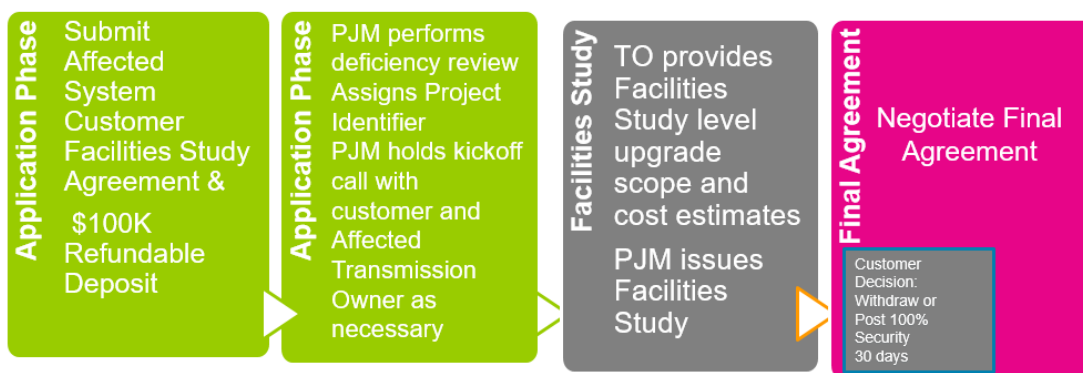 Application Phase
Submit
Affected
System
Customer
Facilities Study
Agreement &
$100K
Refundable
Deposit
Application Phase
PJM performs
deficiency review
Assigns Project
Identifier
PJM holds kickoff
call with
customer and
Affected
Transmission
Owner as
necessary
Facilities Study
TO provides
Facilities
Study level
upgrade
scope and
cost estimates
PJM issues
Facilities
Study
Final Agreement
Negotiate Final
Agreement
Customer
Decision:
Withdraw or
Post 100%
Security
30 days